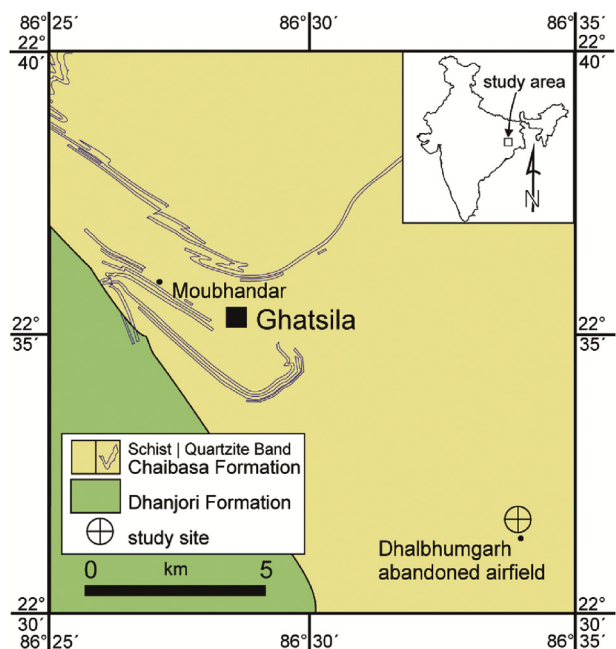 86° 25´
86° 30´
86° 35´
22°
40´
22°
40´
study area
N
Moubhandar
Ghatsila
22°
35´
22°
35´
Schist | Quartzite Band
Chaibasa Formation
Dhanjori Formation
study site
0 km 5
Dhalbhumgarh
abandoned airfield
22°
30´
22°
30´
86° 25´
86° 30´
86° 35´